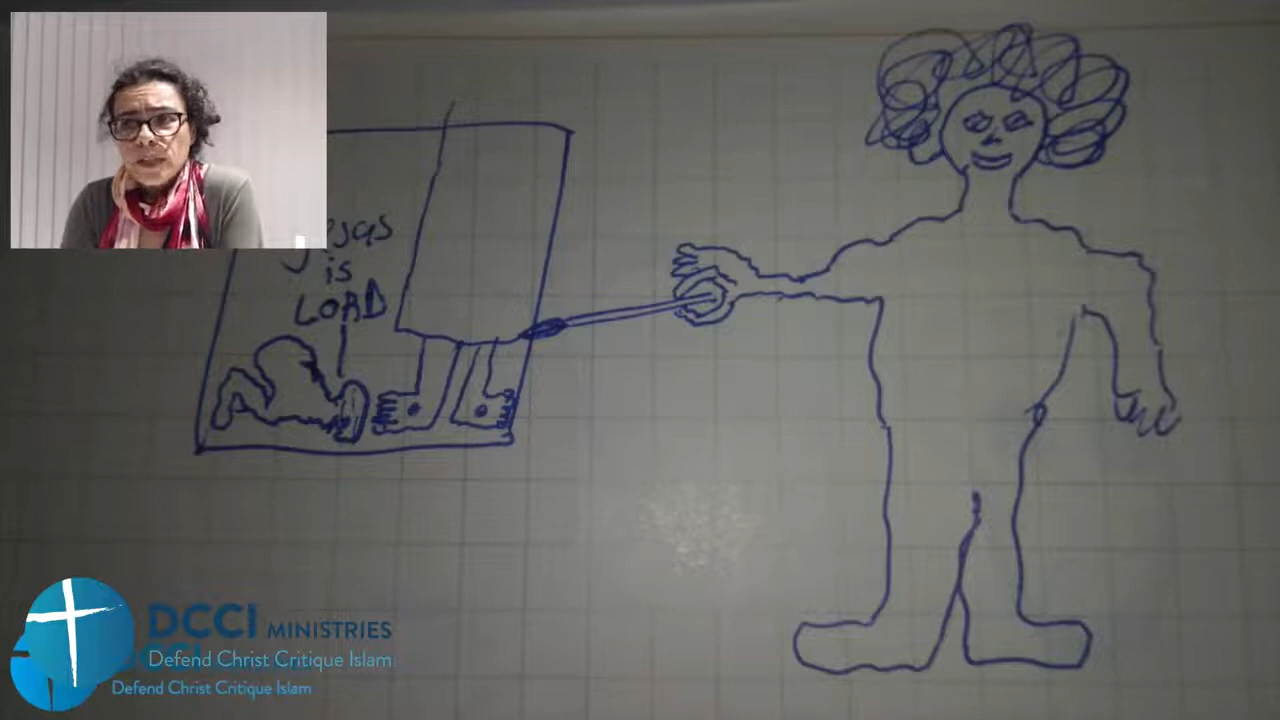 is
LORD
DCCI MINISTRIES
Defend Christ Critique Islam
Defend Christ Critique Islam